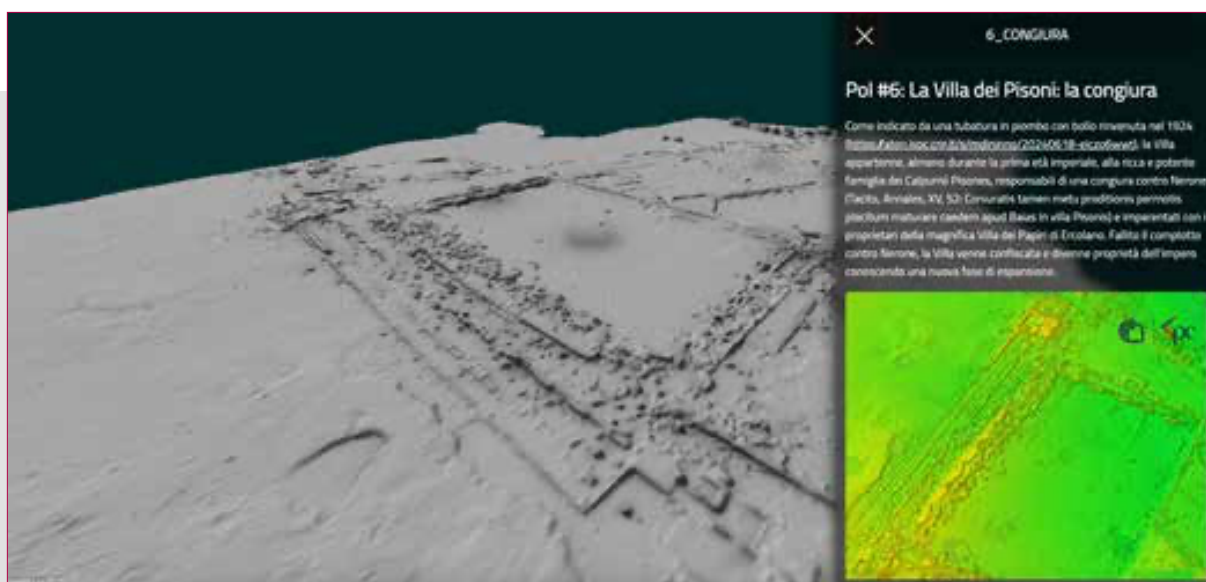 6_CONGIURA
PoI #6: La Villa dei Pisoni: la congiura
Come indicato da una tubatura in piombo con bollo rinvenuta nel 1924
la Villa
appartenne, almeno durante la prima età imperiale, alla ricca e potente
famiglia dei Calpurnii Pisones, responsabili di una congiura contro Nerone
(Tacito, Annales, XV, 52: Coniuratis tamen metu proditionis permotis
placitum maturare caedem apud Baias in villa Pisonis) e imparentati con i
proprietari della magnifica Villa dei Papiri di Ercolano. Fallito il complotto
contro Nerone, la Villa venne confiscata e divenne proprietà dell'impero
conoscendo una nuova fase di espansione.
spc